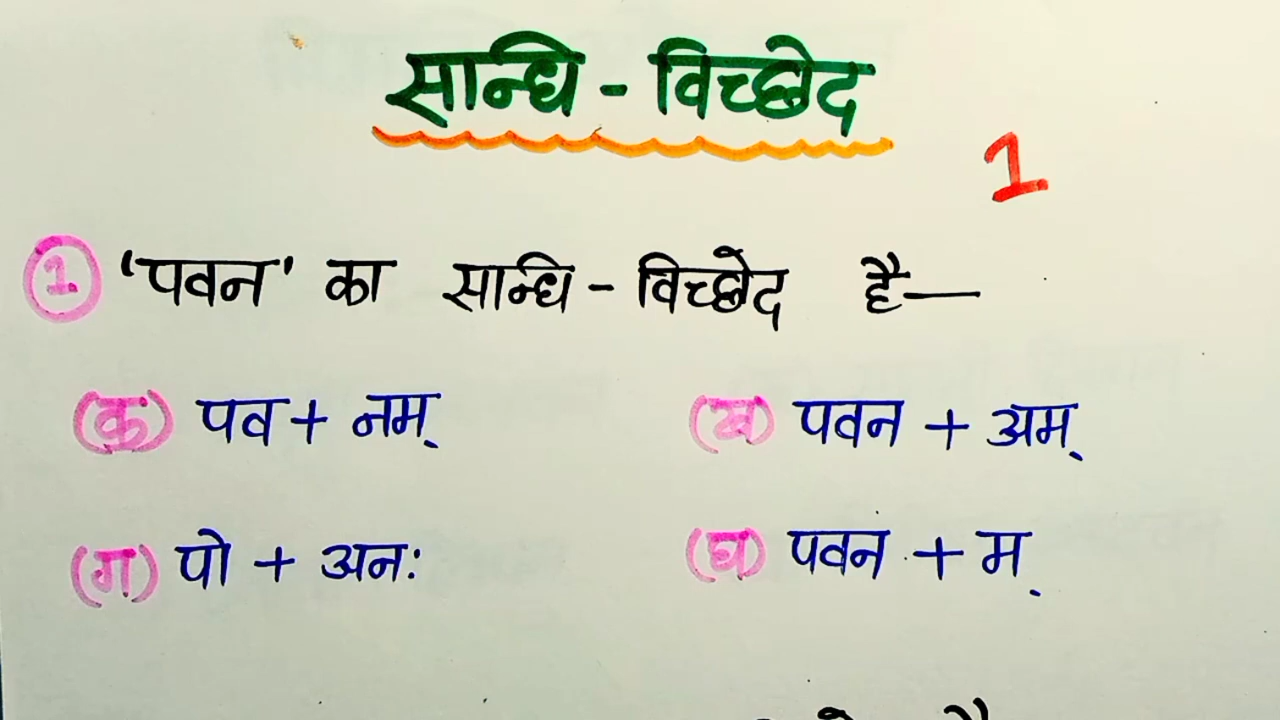 सान्धि - विच्छेद
1
1 'पवन' का सान्धि - विच्छेद है—
(क) पव + नम् (ख) पवन + अम्
(ग) पो + अनः (घ) पवन + म्